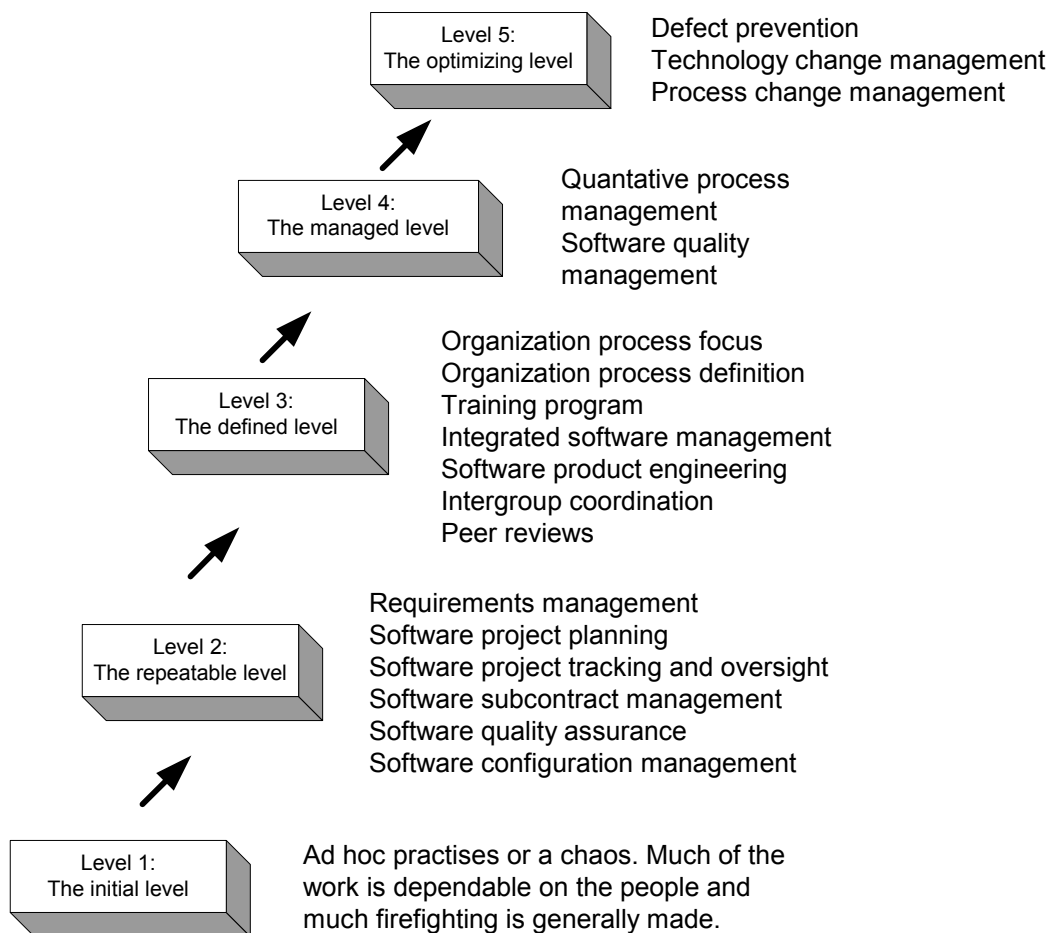 Level 5:
The optimizing level
Defect prevention
Technology change management
Process change management
Level 4:
The managed level
Quantative process
management
Software quality
management
Level 3:
The defined level
Organization process focus
Organization process definition
Training program
Integrated software management
Software product engineering
Intergroup coordination
Peer reviews
Level 2:
The repeatable level
Requirements management
Software project planning
Software project tracking and oversight
Software subcontract management
Software quality assurance
Software configuration management
Level 1:
The initial level
Ad hoc practises or a chaos. Much of the
work is dependable on the people and
much firefighting is generally made.